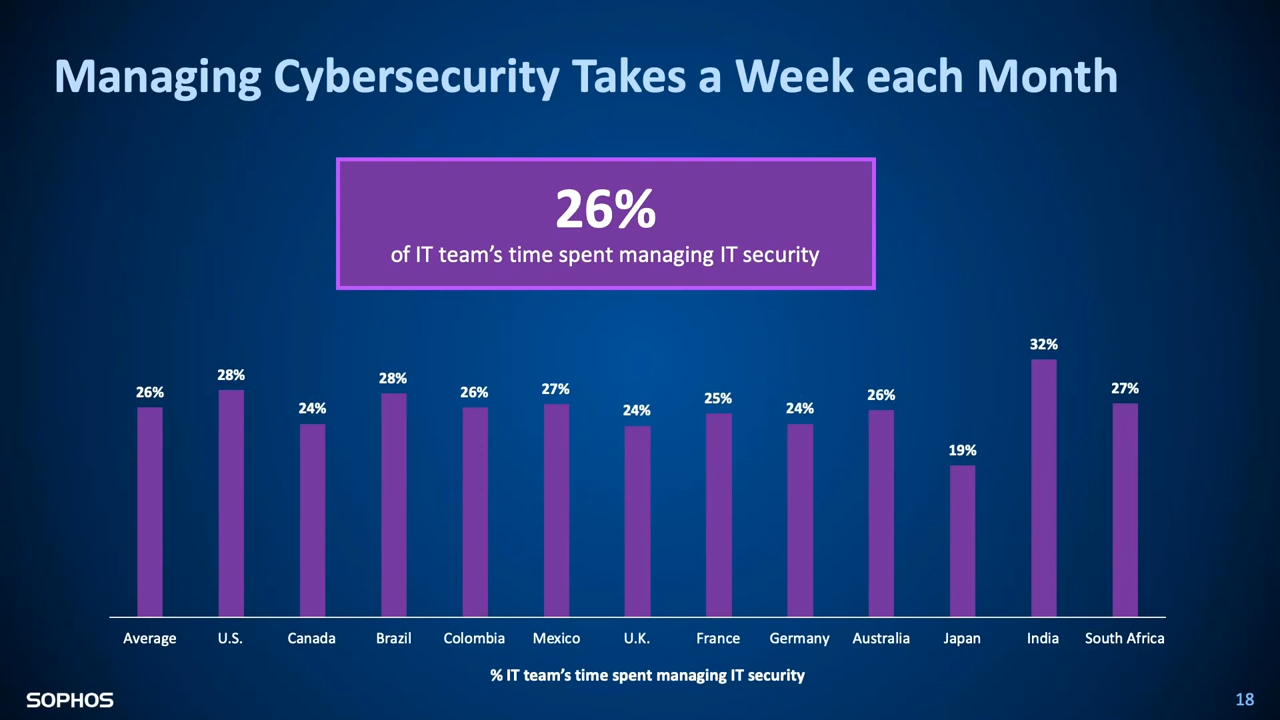 Managing Cybersecurity Takes a Week each Month
26%
of IT team’s time spent managing IT security
26%
28%
24%
28%
26%
27%
24%
25%
24%
26%
19%
32%
27%
Average
U.S.
Canada
Brazil
Colombia
Mexico
U.K.
France
Germany
Australia
Japan
India
South Africa
% IT team’s time spent managing IT security
SOPHOS
18